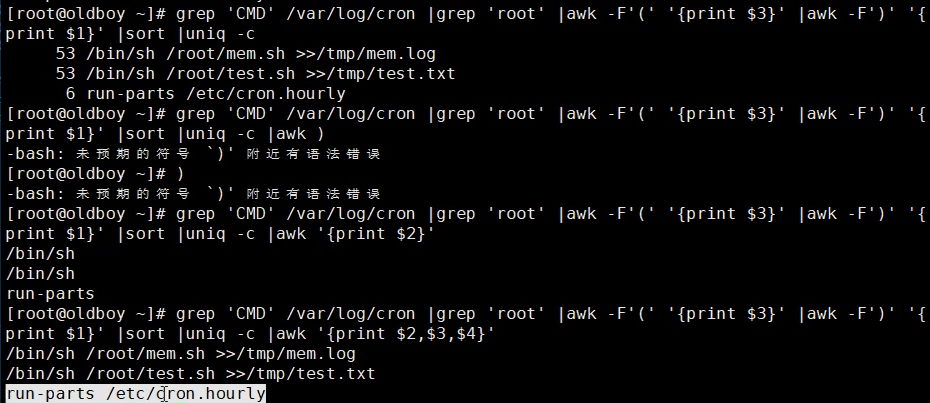 [root@oldboy ~]# grep 'CMD' /var/log/cron |grep 'root' |awk -F'(' '{print $3}' |awk -F')' '{
print $1}' |sort |uniq -c
     53 /bin/sh /root/mem.sh >>/tmp/mem.log
     53 /bin/sh /root/test.sh >>/tmp/test.txt
      6 run-parts /etc/cron.hourly
[root@oldboy ~]# grep 'CMD' /var/log/cron |grep 'root' |awk -F'(' '{print $3}' |awk -F')' '{
print $1}' |sort |uniq -c |awk )
-bash: 未预期的符号 `)' 附近有语法错误
[root@oldboy ~]# )
-bash: 未预期的符号 `)' 附近有语法错误
[root@oldboy ~]# grep 'CMD' /var/log/cron |grep 'root' |awk -F'(' '{print $3}' |awk -F')' '{
print $1}' |sort |uniq -c |awk '{print $2}'
/bin/sh
/bin/sh
run-parts
[root@oldboy ~]# grep 'CMD' /var/log/cron |grep 'root' |awk -F'(' '{print $3}' |awk -F')' '{
print $1}' |sort |uniq -c |awk '{print $2,$3,$4}'
/bin/sh /root/mem.sh >>/tmp/mem.log
/bin/sh /root/test.sh >>/tmp/test.txt
run-parts /etc/cron.hourly